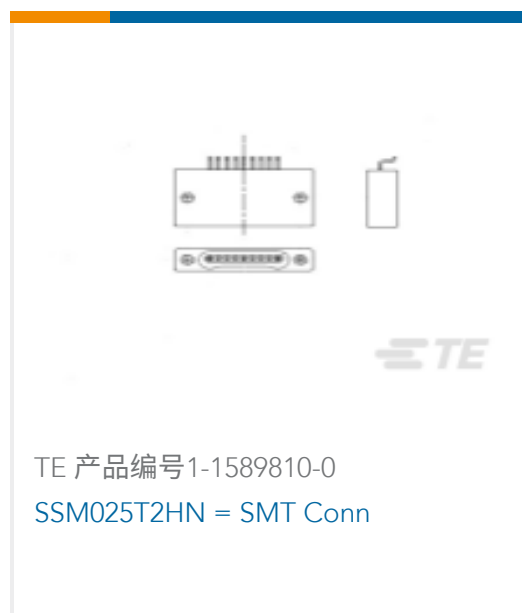 TE
TE 产品编号1-1589810-0
SSM025T2HN = SMT Conn